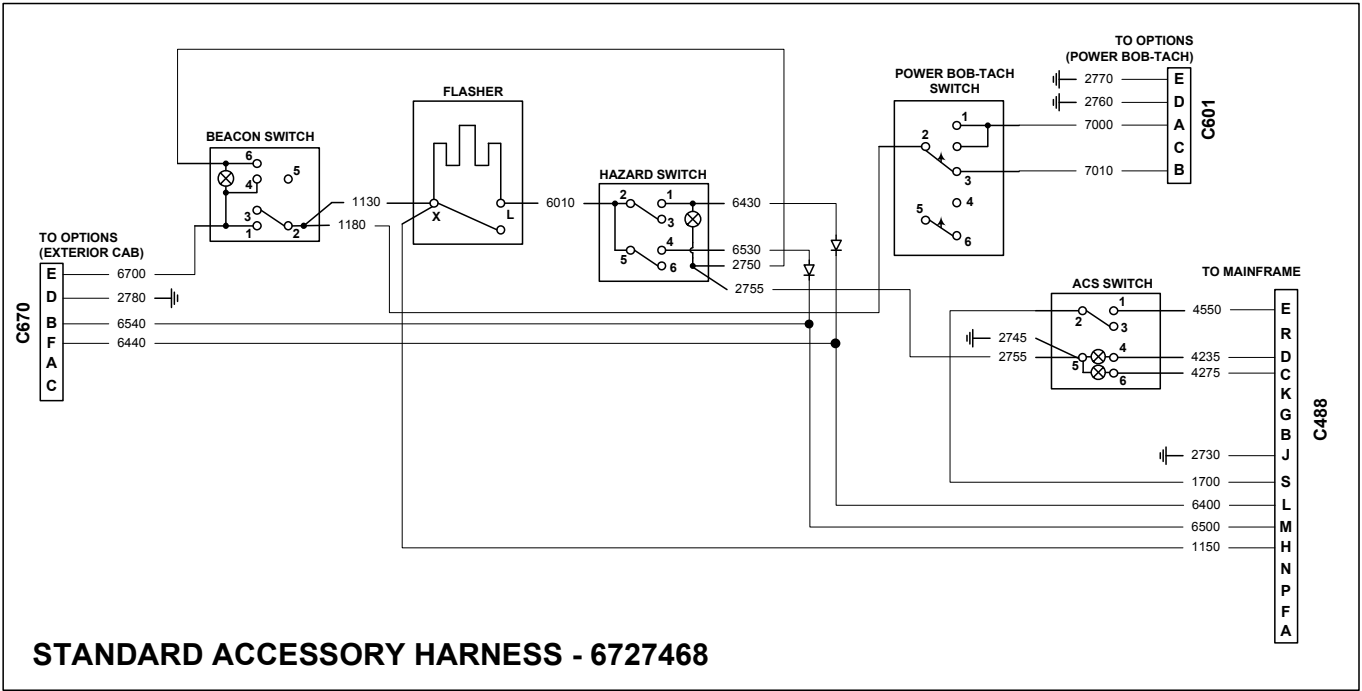 TO OPTIONS
(POWER BOB-TACH)
E
D
A
C
B
C601
2770
2760
7000
7010
POWER BOB-TACH
SWITCH
1
2
3
4
5
6
FLASHER
X
L
BEACON SWITCH
6
5
4
3
1
2
1130
1180
6010
HAZARD SWITCH
2
1
3
4
5
6
6430
6530
2750
2755
TO OPTIONS
(EXTERIOR CAB)
C670
E
D
B
F
A
C
6700
2780
6540
6440
TO MAINFRAME
ACS SWITCH
1
2
3
4
5
6
2745
2755
4550
4235
4275
2730
1700
6400
6500
1150
E
R
D
C
K
G
B
J
S
L
M
H
N
P
F
A
C488
STANDARD ACCESSORY HARNESS - 6727468